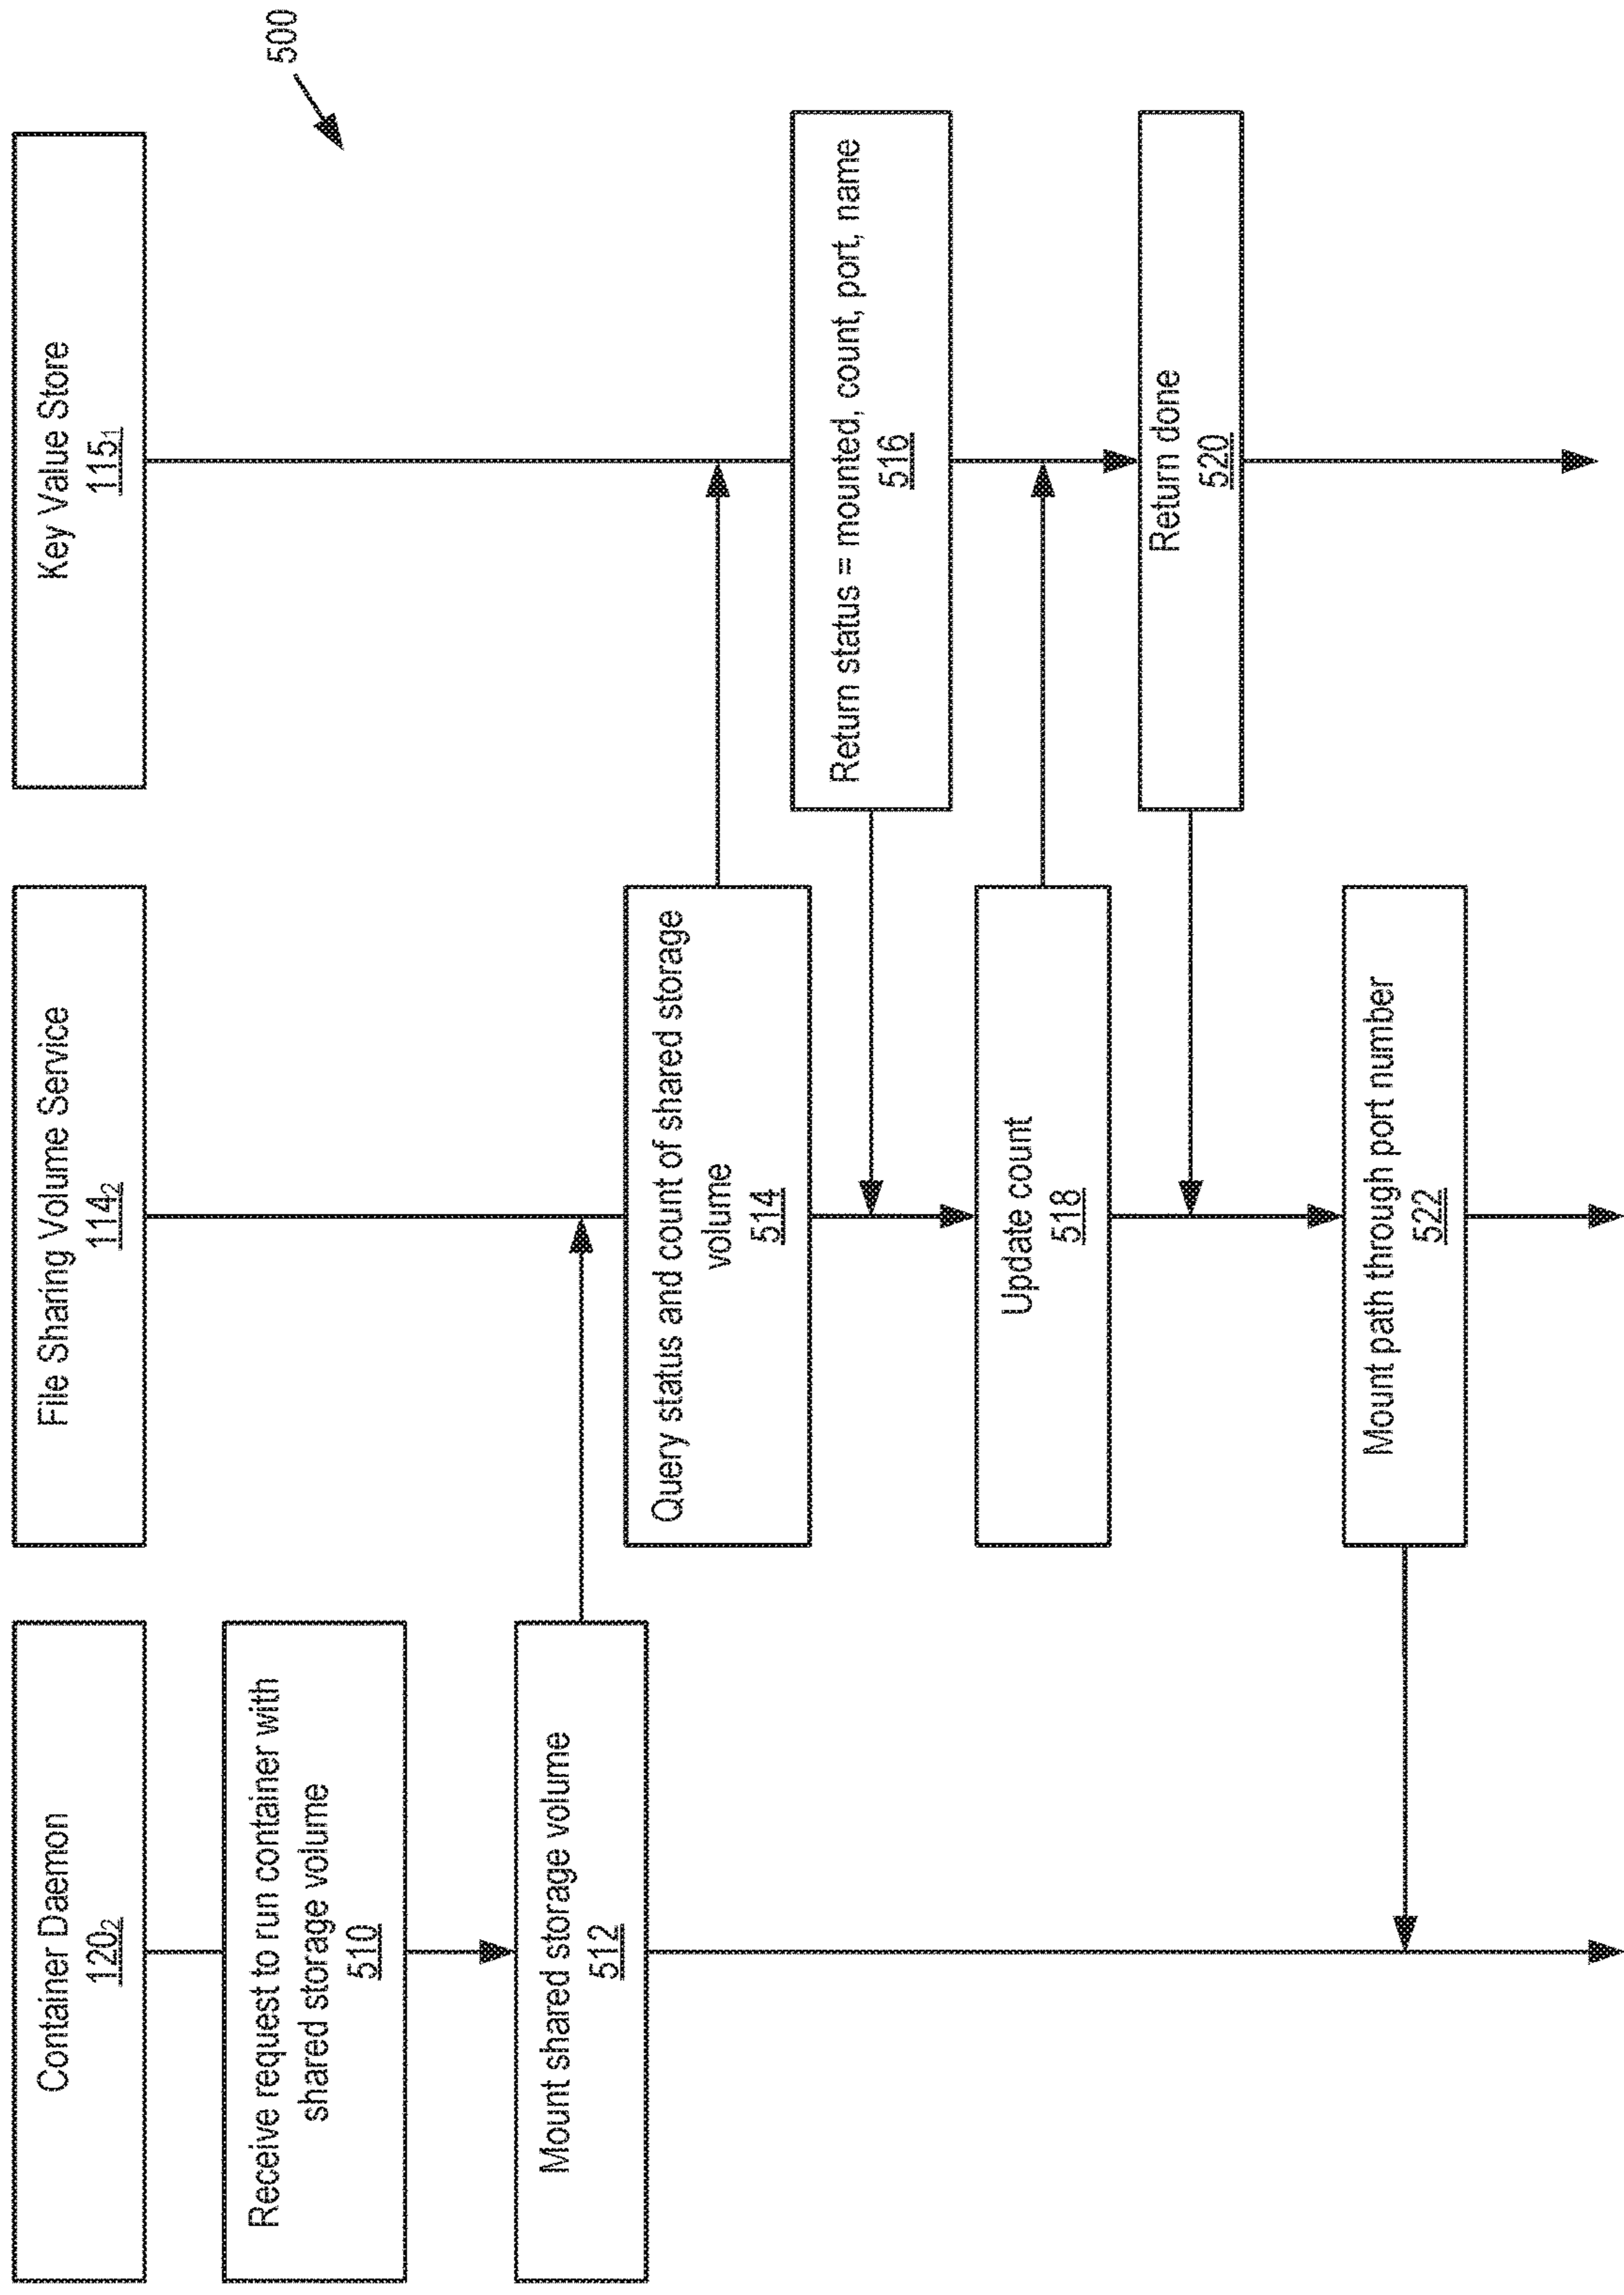 500
Container Daemon
120₂
File Sharing Volume Service
114₂
Key Value Store
115₁
Receive request to run container with
shared storage volume
510
Mount shared storage volume
512
Query status and count of shared storage
volume
514
Return status = mounted, count, port, name
516
Update count
518
Return done
520
Mount path through port number
522